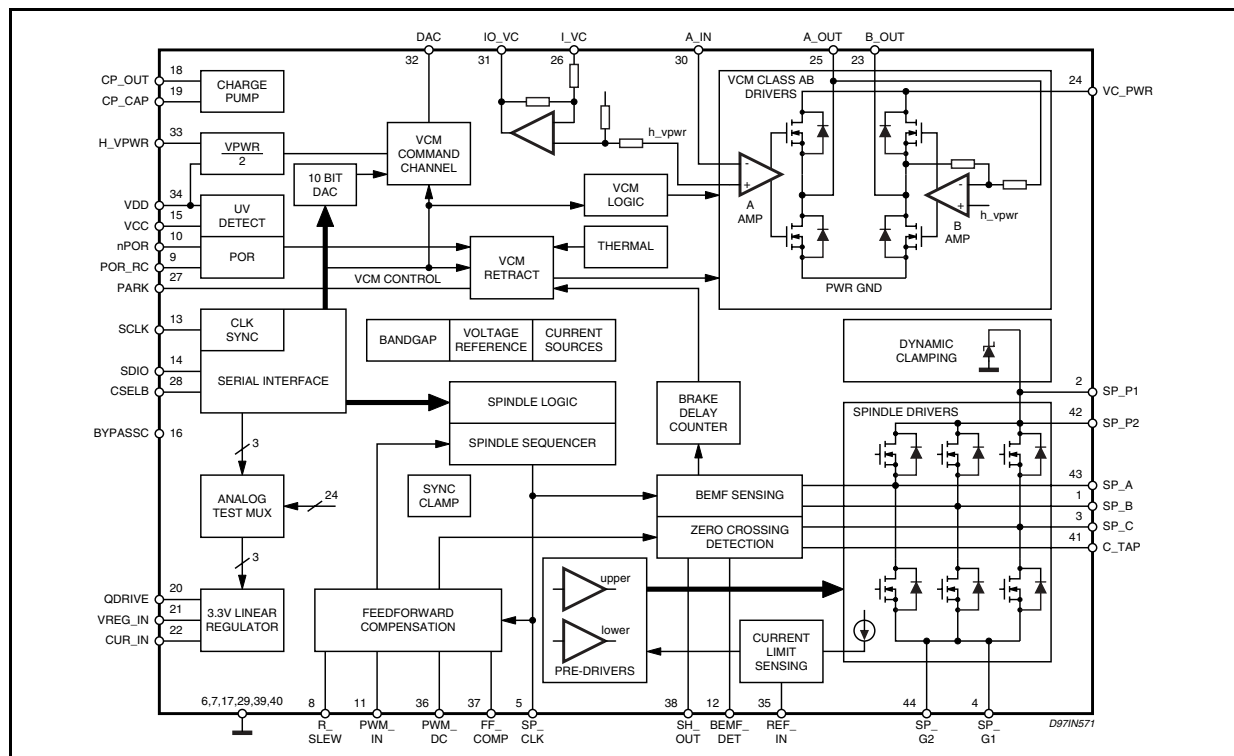 DAC
IO_VC
I_VC
A_IN
A_OUT
B_OUT
32
31
26
30
25
23
CP_OUT
18
CP_CAP
19
CHARGE
PUMP
VCM CLASS AB
DRIVERS
24
VC_PWR
H_VPWR
33
VPWR
2
VCM
COMMAND
CHANNEL
h_vpwr
10 BIT
DAC
-
+
A
AMP
-
+
B
AMP
h_vpwr
VDD
34
VCC
15
UV
DETECT
VCM
LOGIC
nPOR
10
POR_RC
9
POR
THERMAL
PARK
27
VCM CONTROL
VCM
RETRACT
PWR GND
SCLK
13
CLK
SYNC
BANDGAP
VOLTAGE
REFERENCE
CURRENT
SOURCES
DYNAMIC
CLAMPING
SDIO
14
CSELB
28
SERIAL INTERFACE
2
SP_P1
SPINDLE LOGIC
BRAKE
DELAY
COUNTER
SPINDLE DRIVERS
42
SP_P2
BYPASSC
16
3
SPINDLE SEQUENCER
ANALOG
TEST MUX
24
SYNC
CLAMP
BEMF SENSING
ZERO CROSSING
DETECTION
43
SP_A
1
SP_B
3
SP_C
41
C_TAP
3
QDRIVE
20
VREG_IN
21
CUR_IN
22
3.3V LINEAR
REGULATOR
FEEDFORWARD
COMPENSATION
upper
lower
PRE-DRIVERS
CURRENT
LIMIT
SENSING
6,7,17,29,39,40
8
11
36
37
5
38
12
35
44
4
D97IN571
R_
SLEW
PWM_
IN
PWM_
DC
FF_
COMP
SP_
CLK
SH_
OUT
BEMF_
DET
REF_
IN
SP_
G2
SP_
G1